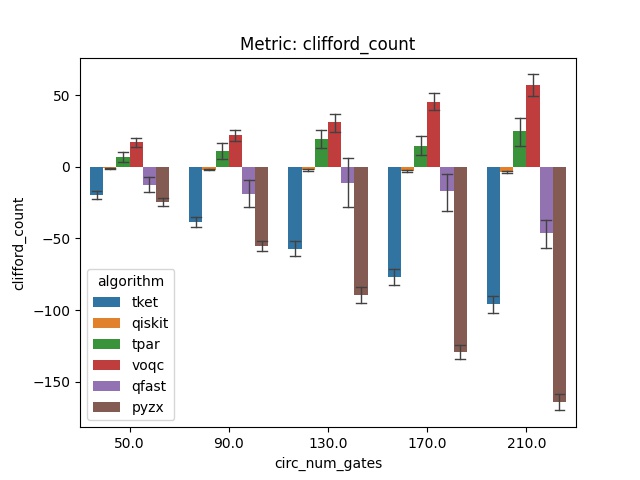 Metric: clifford_count
clifford_count
50
0
−50
−100
−150
algorithm
tket
qiskit
tpar
voqc
qfast
pyzx
50.0 90.0 130.0 170.0 210.0
circ_num_gates